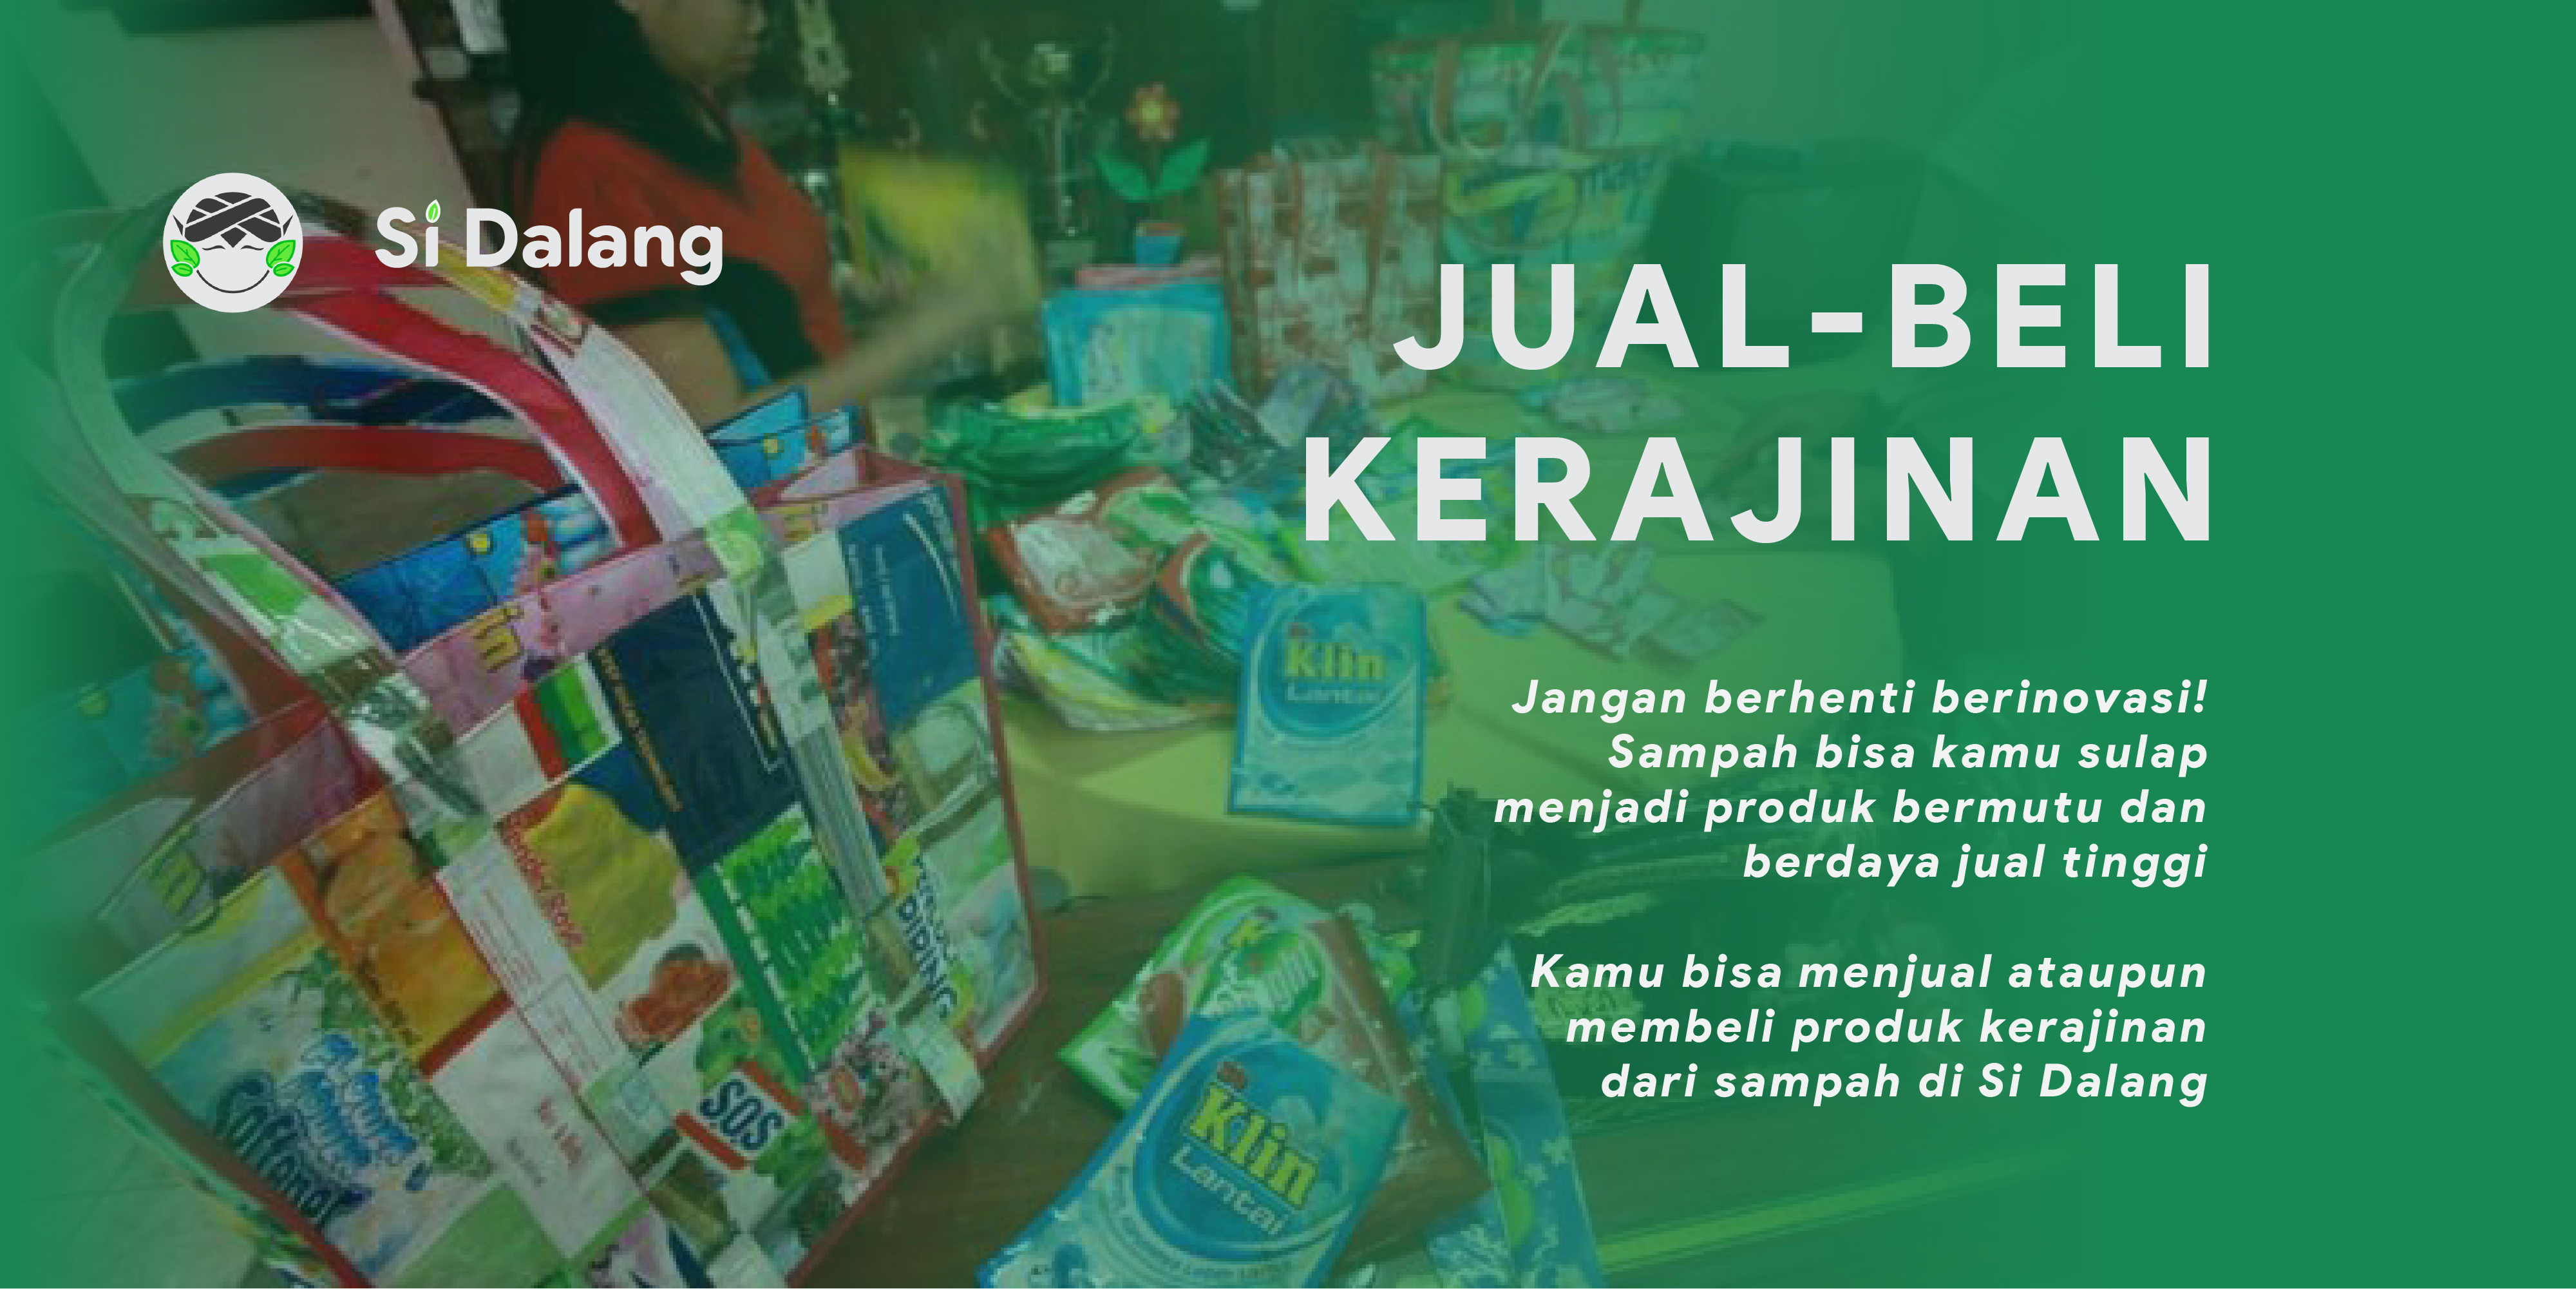 Si Dalang
JUAL-BELI
KERAJINAN
Jangan berhenti berinovasi!
Sampah bisa kamu sulap
menjadi produk bermutu dan
berdaya jual tinggi
Kamu bisa menjual ataupun
membeli produk kerajinan
dari sampah di Si Dalang
Klin
Lantai
SOS
Klin
Lantai